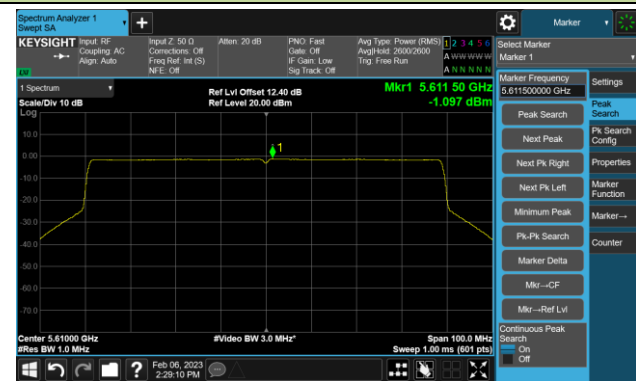 Spectrum Analyzer 1
Swept SA
Marker
KEYSIGHT
Input: RF
Coupling: AC
Align: Auto
Input Z: 50 Ω
Corrections: Off
Freq Ref: Int (S)
NFE: Off
Atten: 20 dB
PNO: Fast
Gate: Off
IF Gain: Low
Sig Track: Off
Avg Type: Power (RMS)
Avg|Hold: 2600/2600
Trig: Free Run
1 2 3 4 5 6
A W W W W W
A N N N N N
Select Marker
Marker 1
1 Spectrum
Scale/Div 10 dB
Log
Ref Lvl Offset 12.40 dB
Ref Level 20.00 dBm
Mkr1 5.611 50 GHz
-1.097 dBm
1
10.0
0.00
-10.0
-20.0
-30.0
-40.0
-50.0
-60.0
-70.0
Center 5.61000 GHz
#Res BW 1.0 MHz
#Video BW 3.0 MHz*
Span 100.0 MHz
Sweep 1.00 ms (601 pts)
Marker Frequency
5.611500000 GHz
Peak Search
Next Peak
Next Pk Right
Next Pk Left
Minimum Peak
Pk-Pk Search
Marker Delta
Mkr→CF
Mkr→Ref Lvl
Continuous Peak
Search
On
Off
Settings
Peak
Search
Pk Search
Config
Properties
Marker
Function
Marker→
Counter
?
Feb 06, 2023
2:29:10 PM